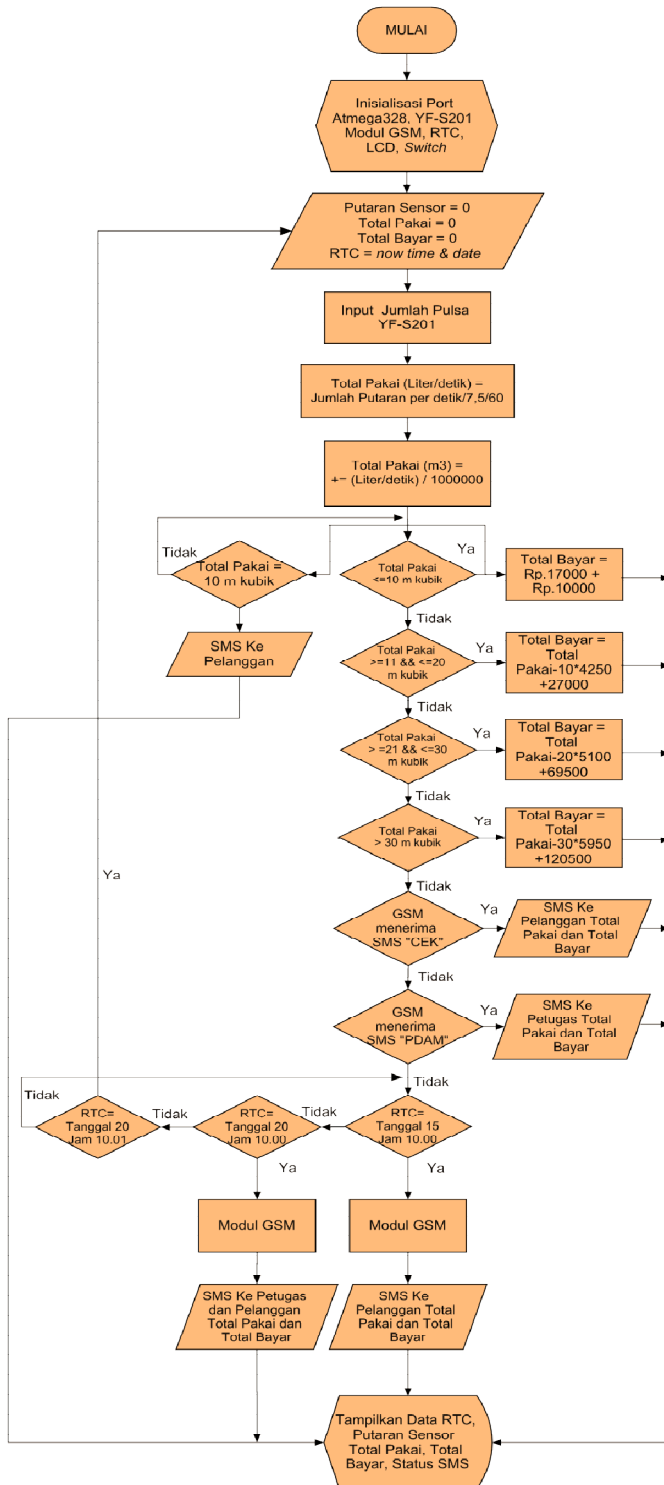 MULAI
Inisialisasi Port
Atmega328, YF-S201
Modul GSM, RTC,
LCD, Switch
Putaran Sensor = 0
Total Pakai = 0
Total Bayar = 0
RTC = now time & date
Input Jumlah Pulsa
YF-S201
Total Pakai (Liter/detik) =
Jumlah Putaran per detik/7,5/60
Total Pakai (m3) =
+= (Liter/detik) / 1000000
Tidak
Total Pakai =
10 m kubik
Total Pakai
<=10 m kubik
Ya
Total Bayar =
Rp.17000 +
Rp.10000
Tidak
SMS Ke
Pelanggan
Total Pakai
>=11 && <=20
m kubik
Ya
Total Bayar =
Total
Pakai-10*4250
+27000
Tidak
Total Pakai
> =21 && <=30
m kubik
Ya
Total Bayar =
Total
Pakai-20*5100
+69500
Tidak
Total Pakai
> 30 m kubik
Ya
Total Bayar =
Total
Pakai-30*5950
+120500
Ya
Tidak
GSM
menerima
SMS "CEK"
Ya
SMS Ke
Pelanggan Total
Pakai dan Total
Bayar
Tidak
GSM
menerima
SMS "PDAM"
Ya
SMS Ke
Petugas Total
Pakai dan Total
Bayar
Tidak
Tidak
RTC=
Tanggal 20
Jam 10.01
Tidak
RTC=
Tanggal 20
Jam 10.00
Tidak
RTC=
Tanggal 15
Jam 10.00
Ya
Ya
Modul GSM
Modul GSM
SMS Ke Petugas
dan Pelanggan
Total Pakai dan
Total Bayar
SMS Ke
Pelanggan Total
Pakai dan Total
Bayar
Tampilkan Data RTC,
Putaran Sensor
Total Pakai, Total
Bayar, Status SMS